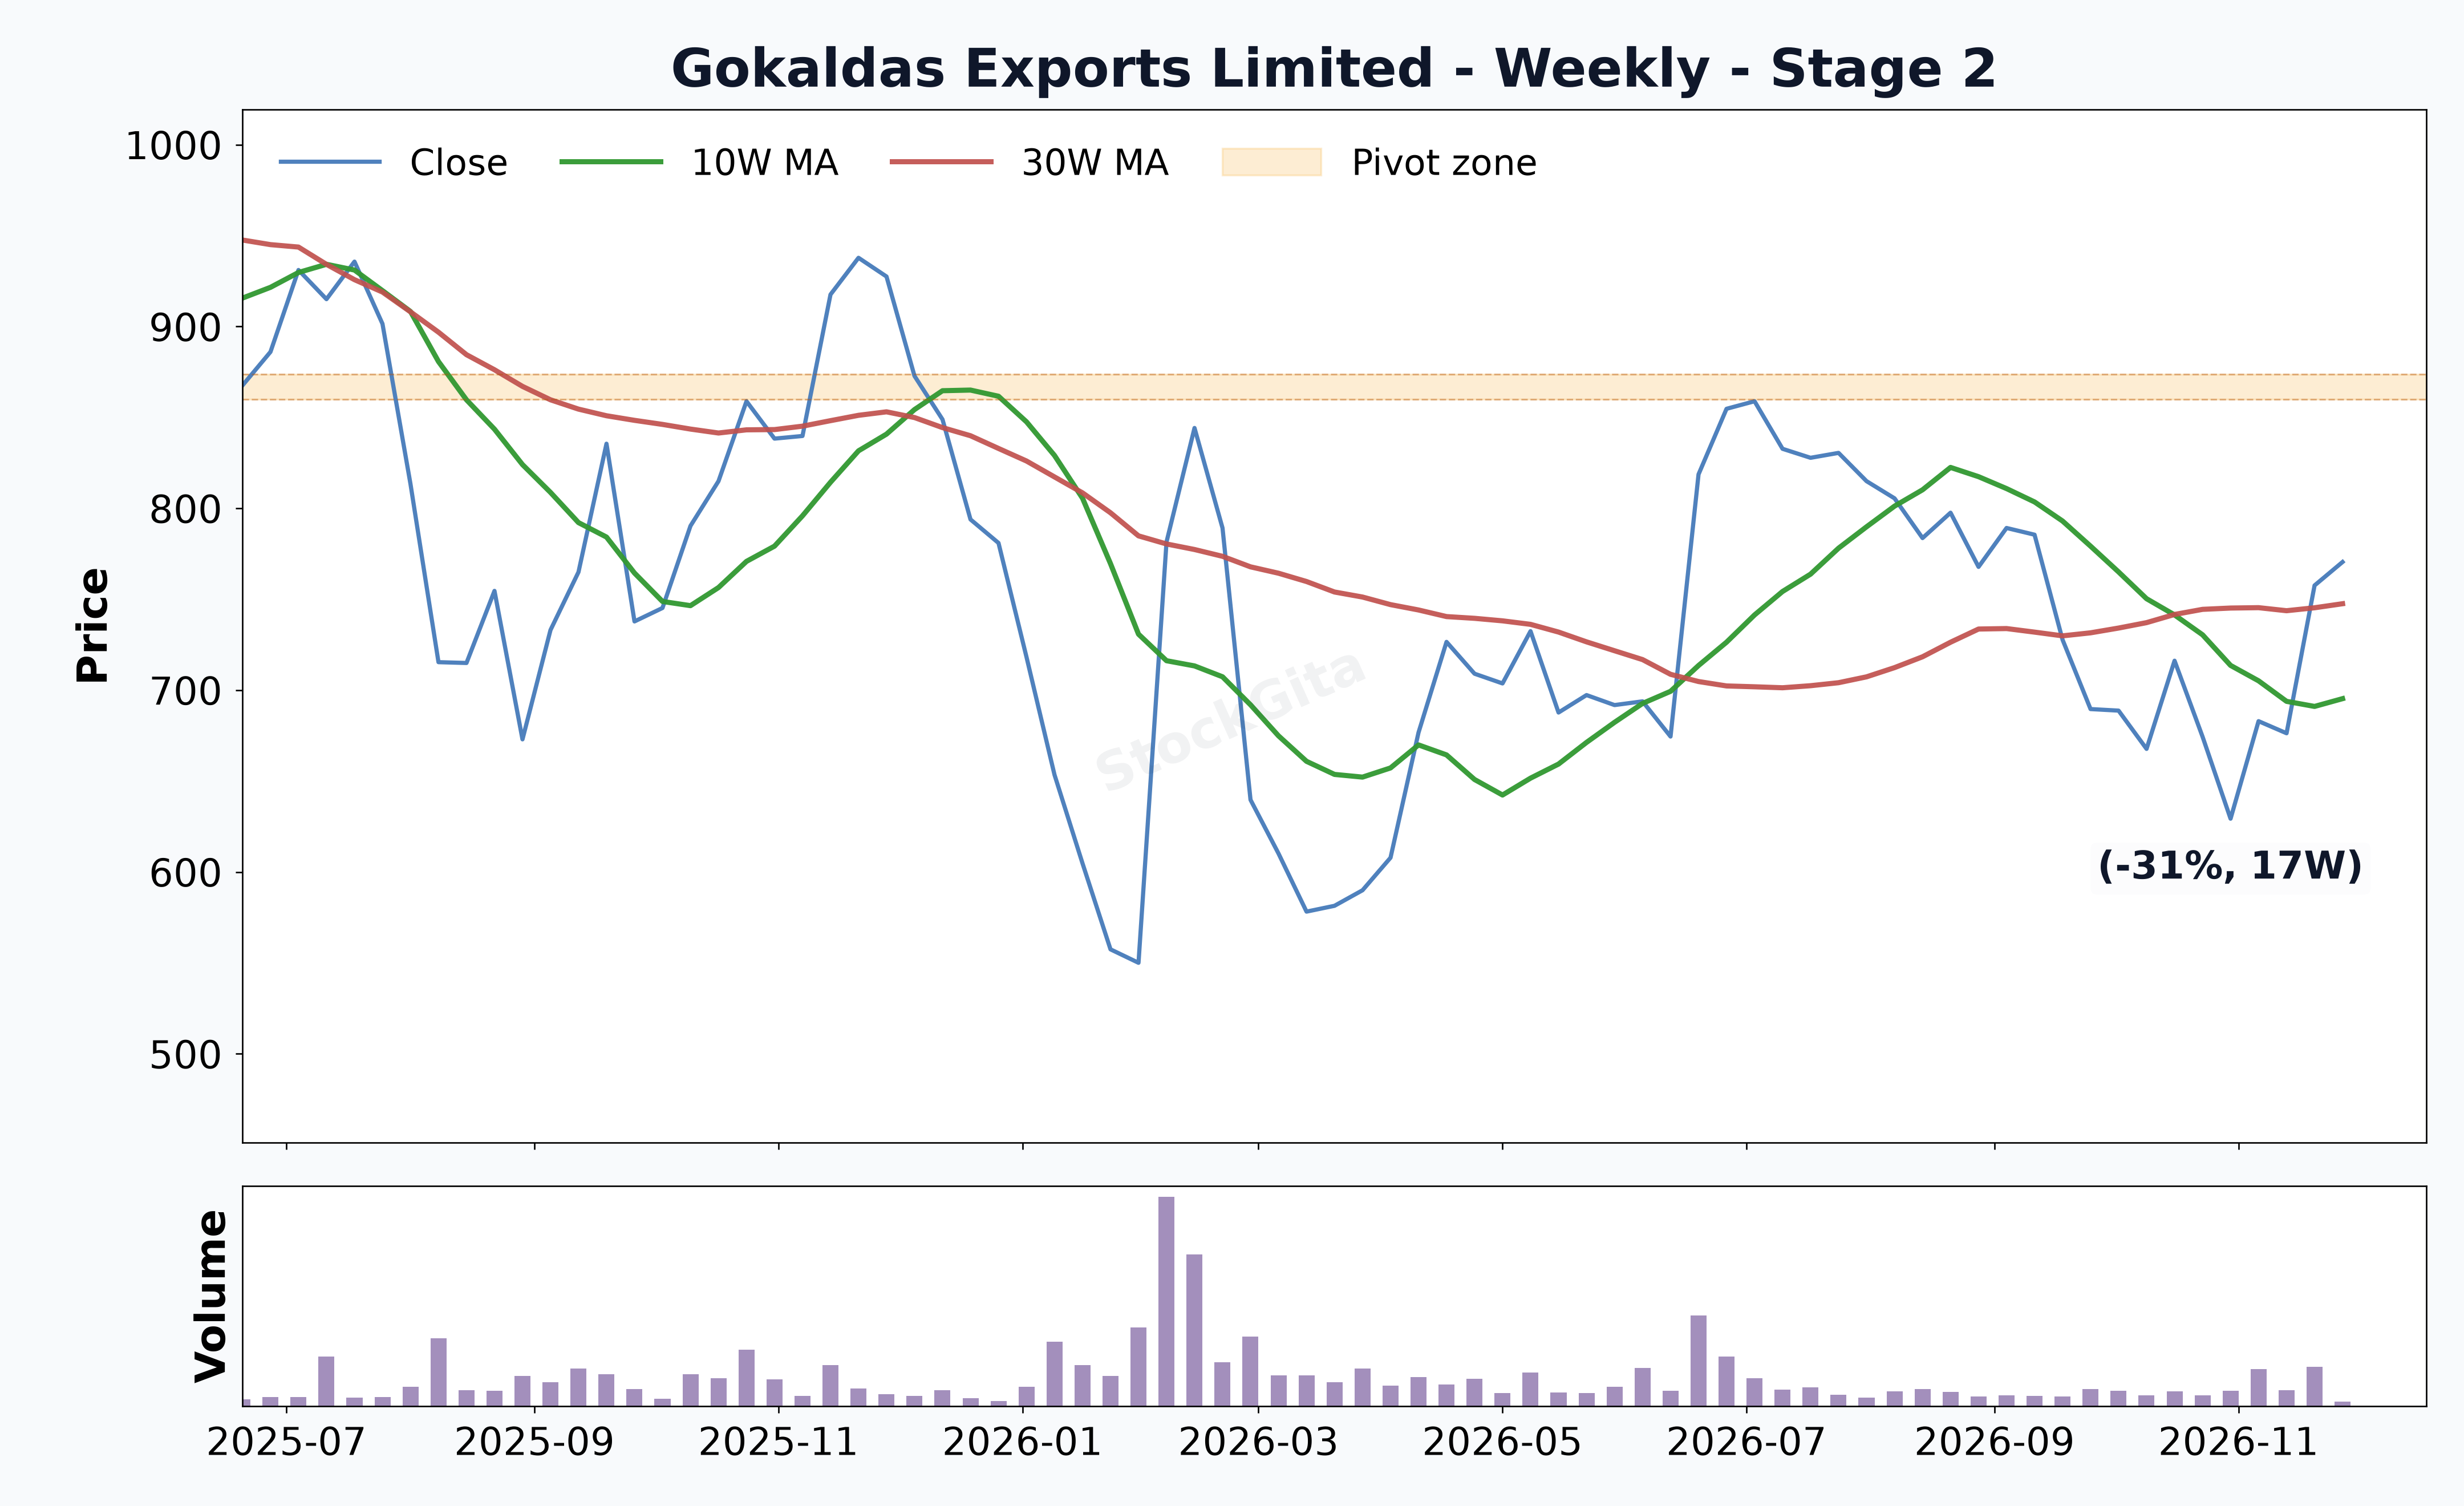 Gokaldas Exports Limited - Weekly - Stage 2
Close 10W MA 30W MA Pivot zone
1000
900
800
700
600
500
Price
StockGita
(-31%, 17W)
Volume
2025-07 2025-09 2025-11 2026-01 2026-03 2026-05 2026-07 2026-09 2026-11